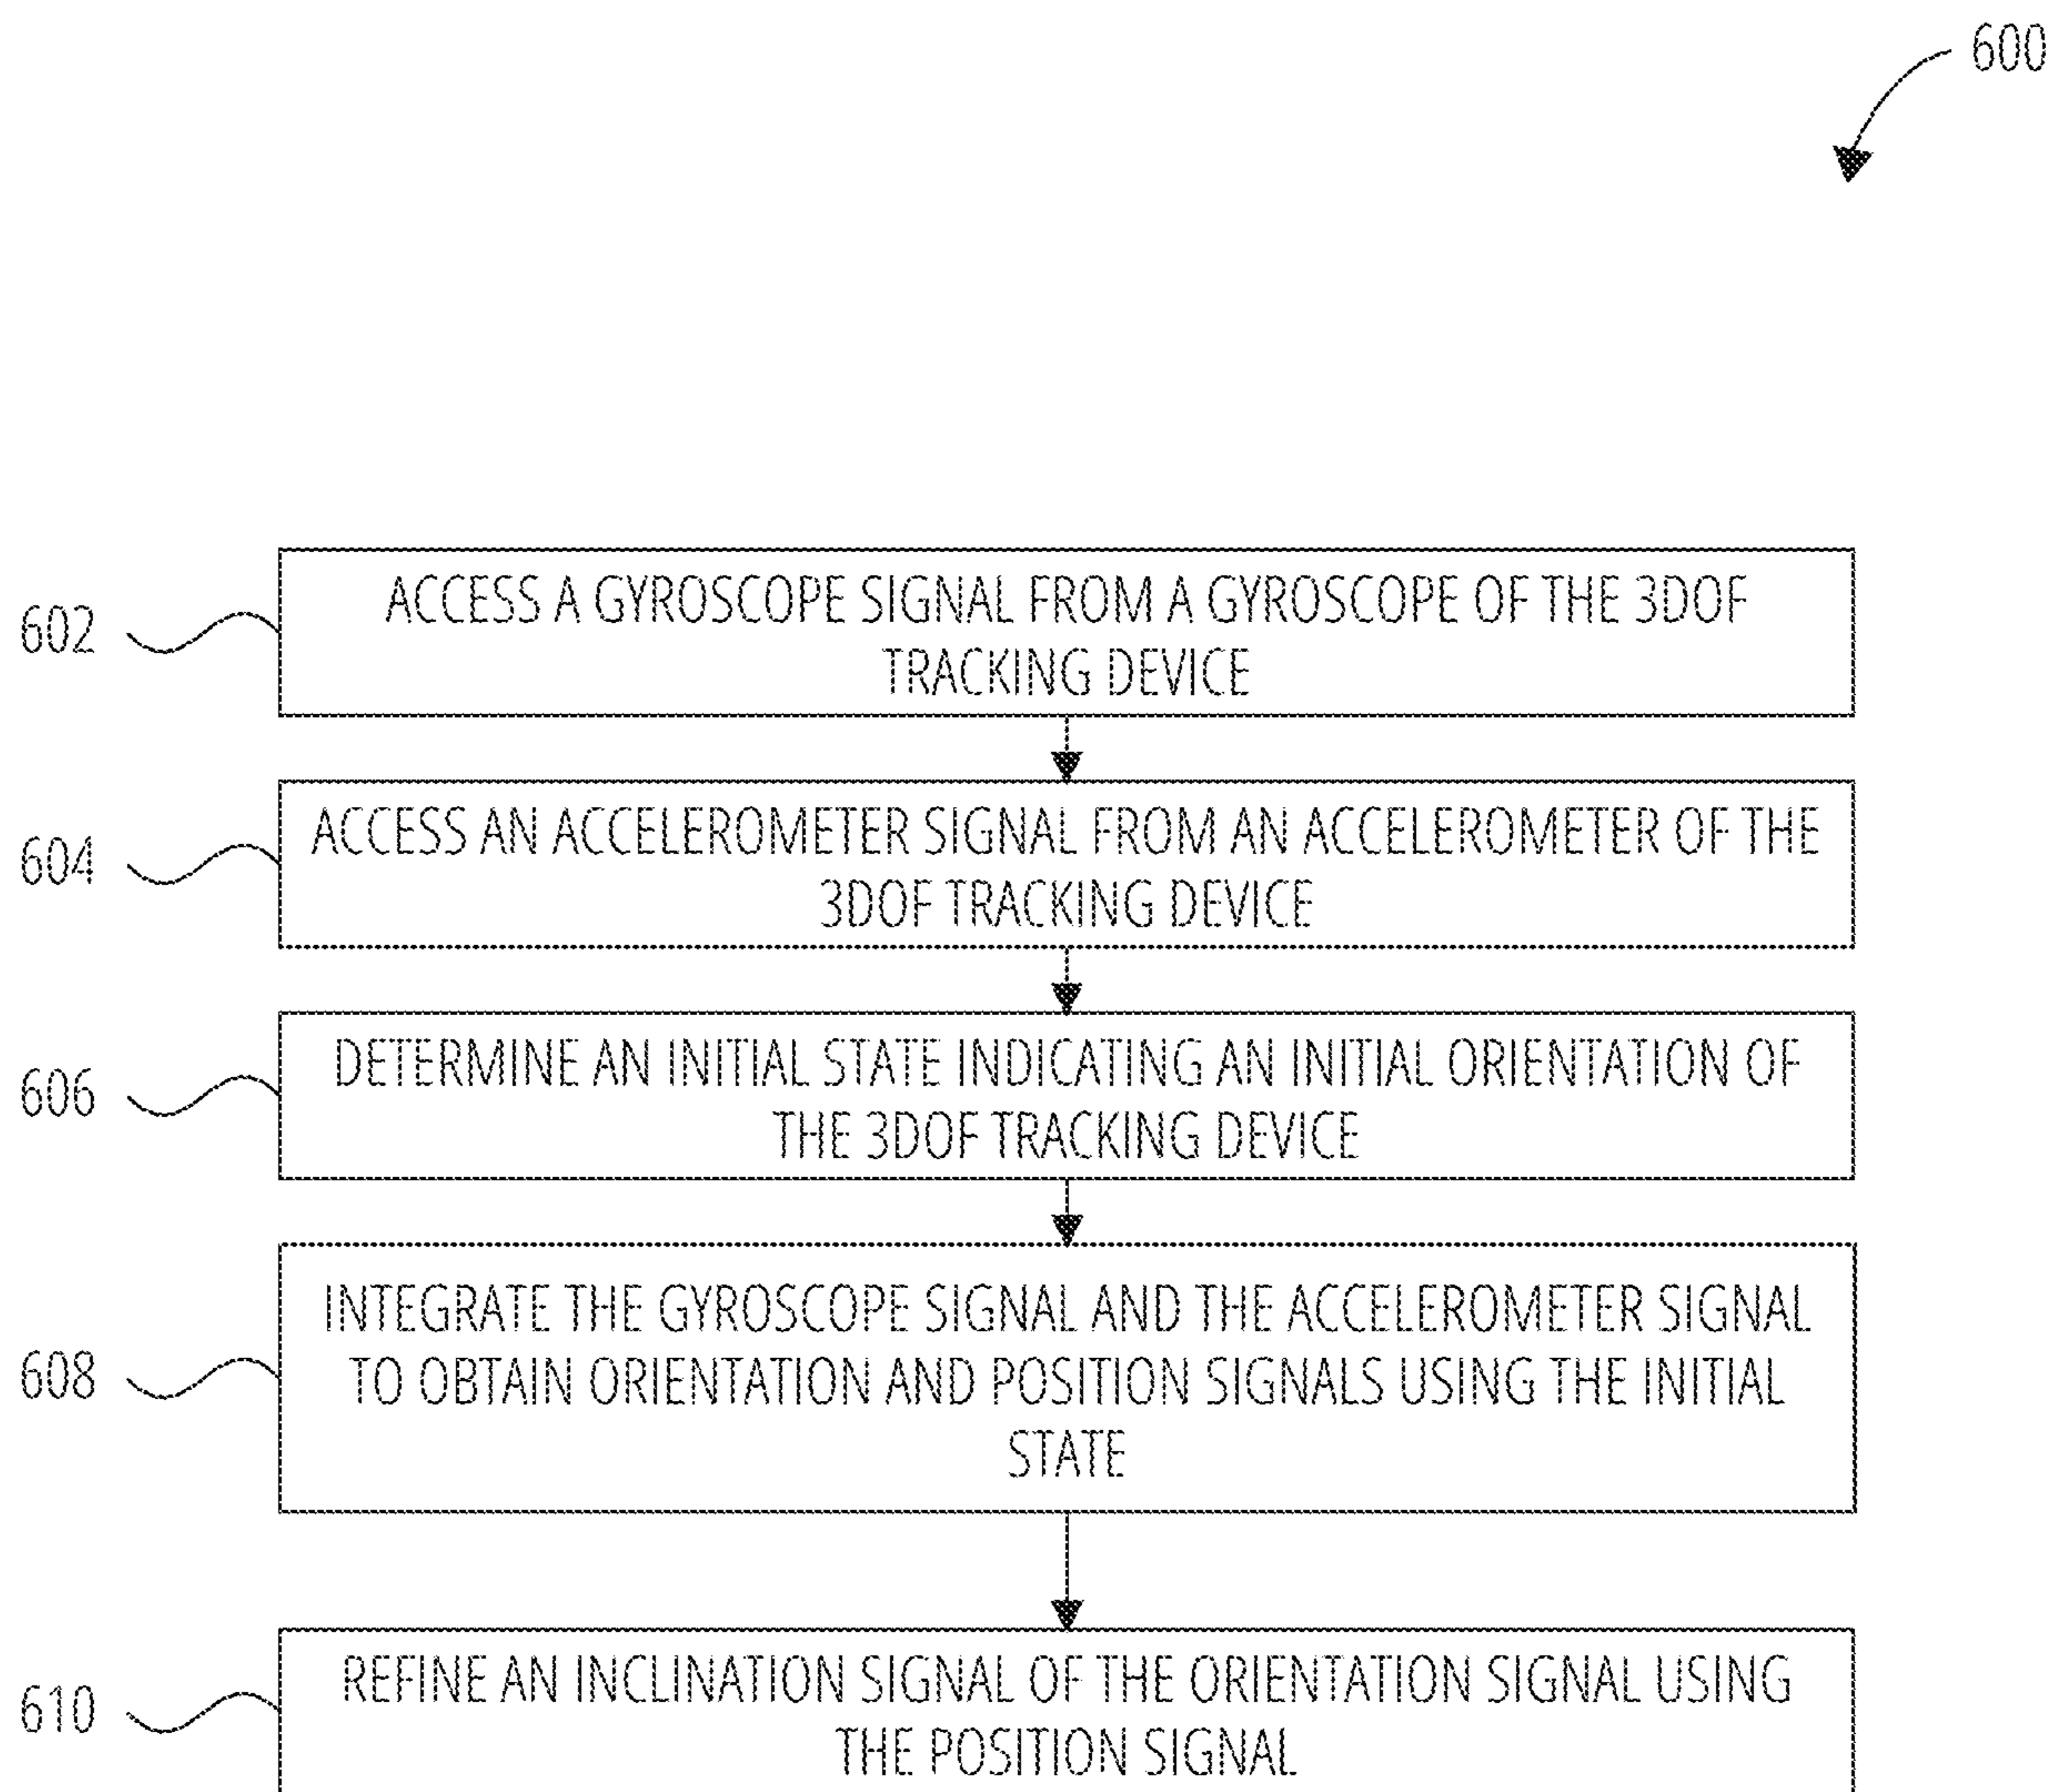 600
602
ACCESS A GYROSCOPE SIGNAL FROM A GYROSCOPE OF THE 3DOF
TRACKING DEVICE
604
ACCESS AN ACCELEROMETER SIGNAL FROM AN ACCELEROMETER OF THE
3DOF TRACKING DEVICE
606
DETERMINE AN INITIAL STATE INDICATING AN INITIAL ORIENTATION OF
THE 3DOF TRACKING DEVICE
608
INTEGRATE THE GYROSCOPE SIGNAL AND THE ACCELEROMETER SIGNAL
TO OBTAIN ORIENTATION AND POSITION SIGNALS USING THE INITIAL
STATE
610
REFINE AN INCLINATION SIGNAL OF THE ORIENTATION SIGNAL USING
THE POSITION SIGNAL